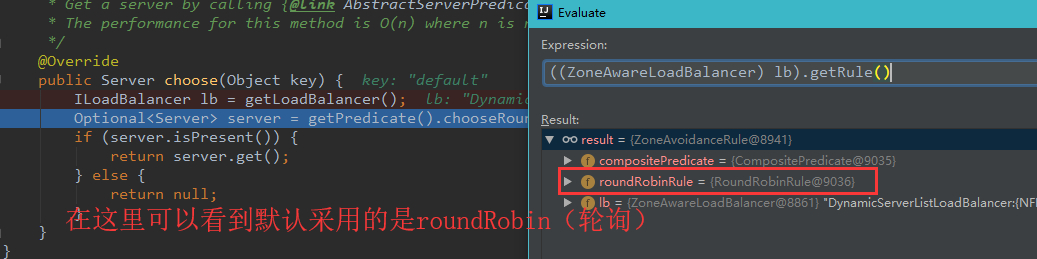 * Get a server by calling {@link AbstractServerPredic
* The performance for this method is O(n) where n is
*/
@Override
public Server choose(Object key) { key: "default"
ILoadBalancer lb = getLoadBalancer(); lb: "Dynamic
Optional<Server> server = getPredicate().chooseRoun
if (server.isPresent()) {
return server.get();
} else {
return null;
}
}
}
在这里可以看到默认采用的是roundRobin（轮询）
Evaluate
Expression:
((ZoneAwareLoadBalancer) lb).getRule()
Result:
result = {ZoneAvoidanceRule@8941}
compositePredicate = {CompositePredicate@9035}
roundRobinRule = {RoundRobinRule@9036}
lb = {ZoneAwareLoadBalancer@8861} "DynamicServerListLoadBalancer:{NFL